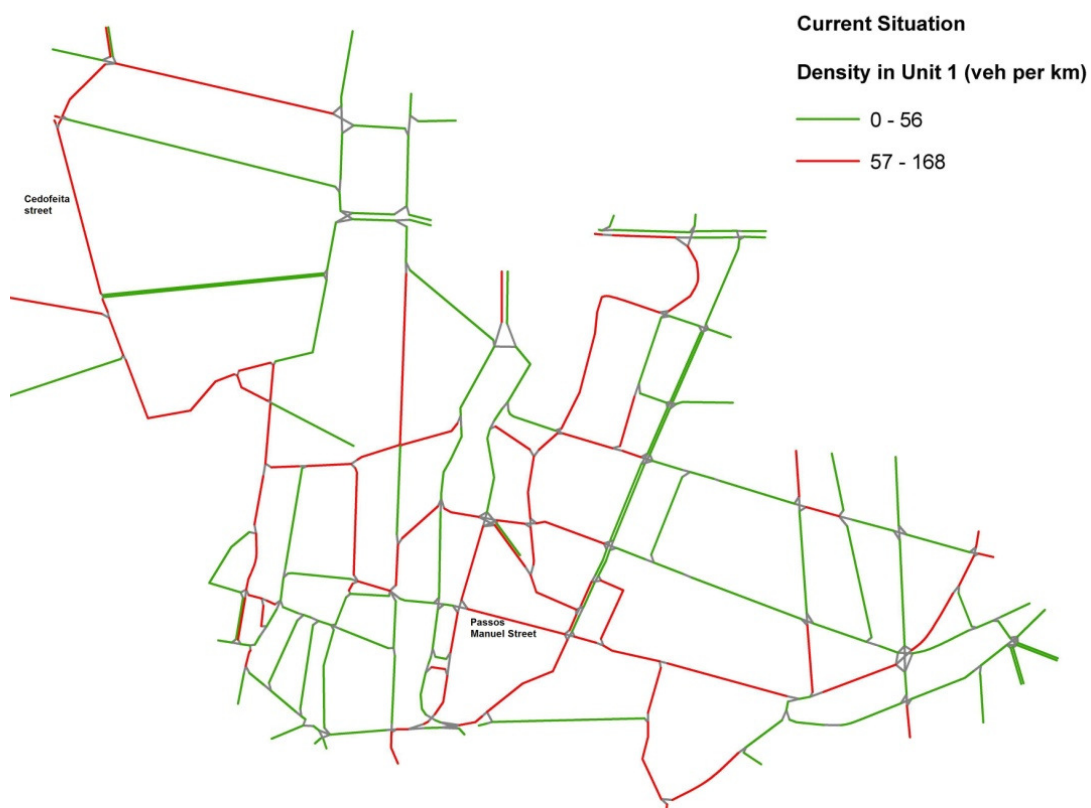 Current Situation
Density in Unit 1 (veh per km)
0 - 56
57 - 168
Cedofeita
street
Passos
Manuel Street